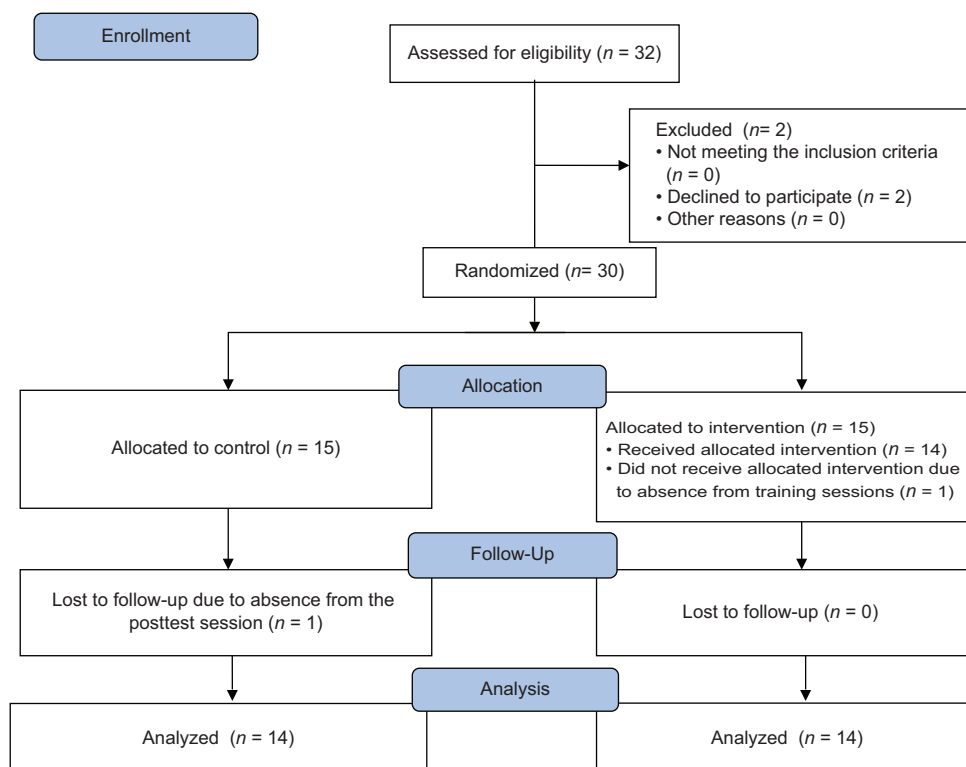 Enrollment
Assessed for eligibility (n = 32)
Excluded (n= 2)
• Not meeting the inclusion criteria
(n = 0)
• Declined to participate (n = 2)
• Other reasons (n = 0)
Randomized (n= 30)
Allocation
Allocated to control (n = 15)
Allocated to intervention (n = 15)
• Received allocated intervention (n = 14)
• Did not receive allocated intervention due
to absence from training sessions (n = 1)
Follow-Up
Lost to follow-up due to absence from the
posttest session (n = 1)
Lost to follow-up (n = 0)
Analysis
Analyzed (n = 14)
Analyzed (n = 14)